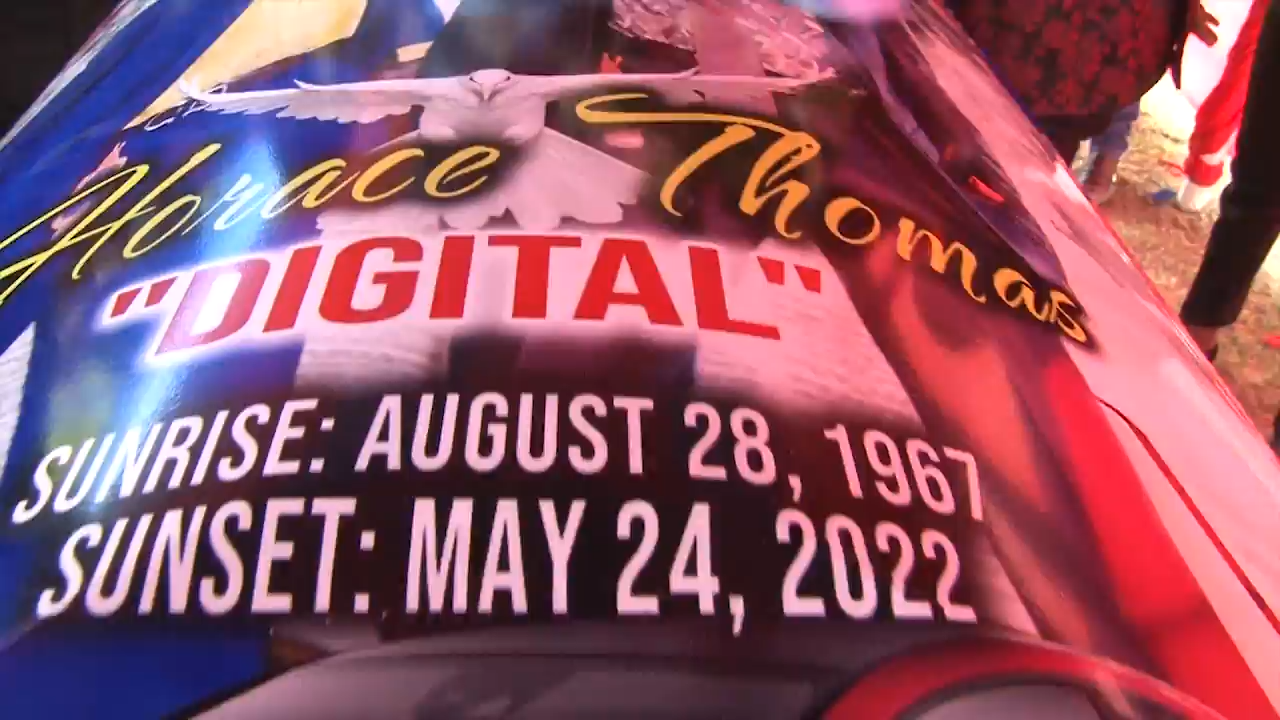 Horace Thomas
"DIGITAL"
SUNRISE: AUGUST 28, 1967
SUNSET: MAY 24, 2022